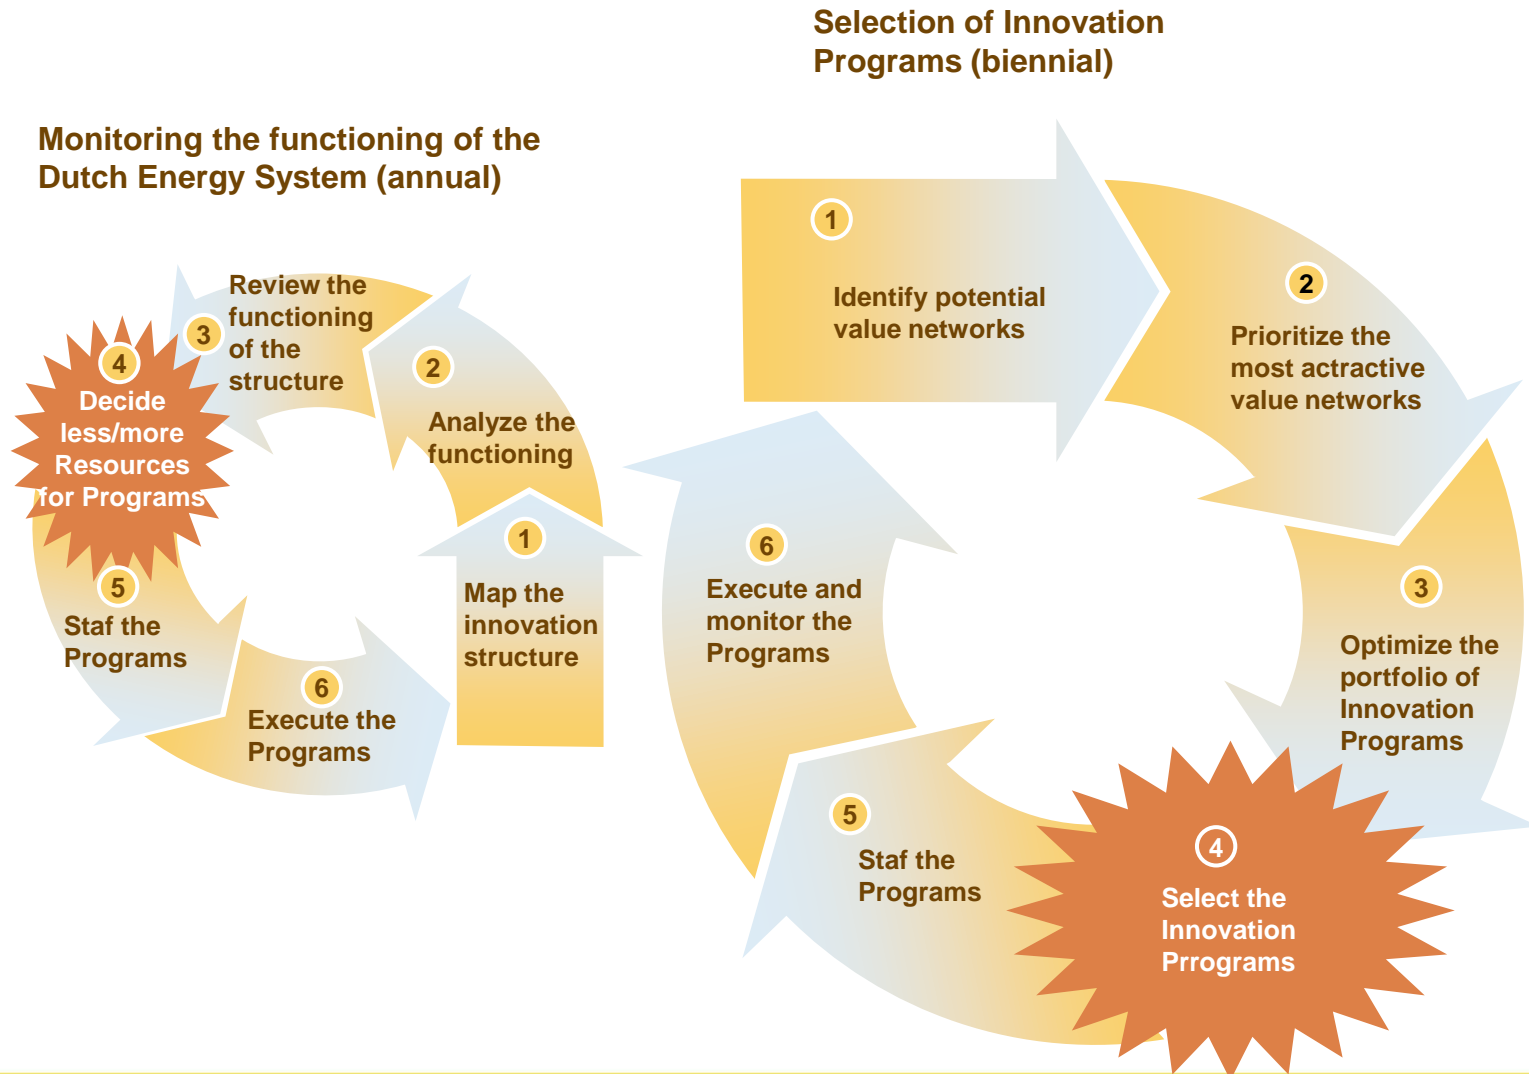 Selection of Innovation
Programs (biennial)
Monitoring the functioning of the
Dutch Energy System (annual)
1
Map the
innovation
structure
2
Analyze the
functioning
3
Review the
functioning
of the
structure
4
Decide
less/more
Resources
for Programs
5
Staf the
Programs
6
Execute the
Programs
1
Identify potential
value networks
2
Prioritize the
most actractive
value networks
3
Optimize the
portfolio of
Innovation
Programs
4
Select the
Innovation
Prrograms
5
Staf the
Programs
6
Execute and
monitor the
Programs